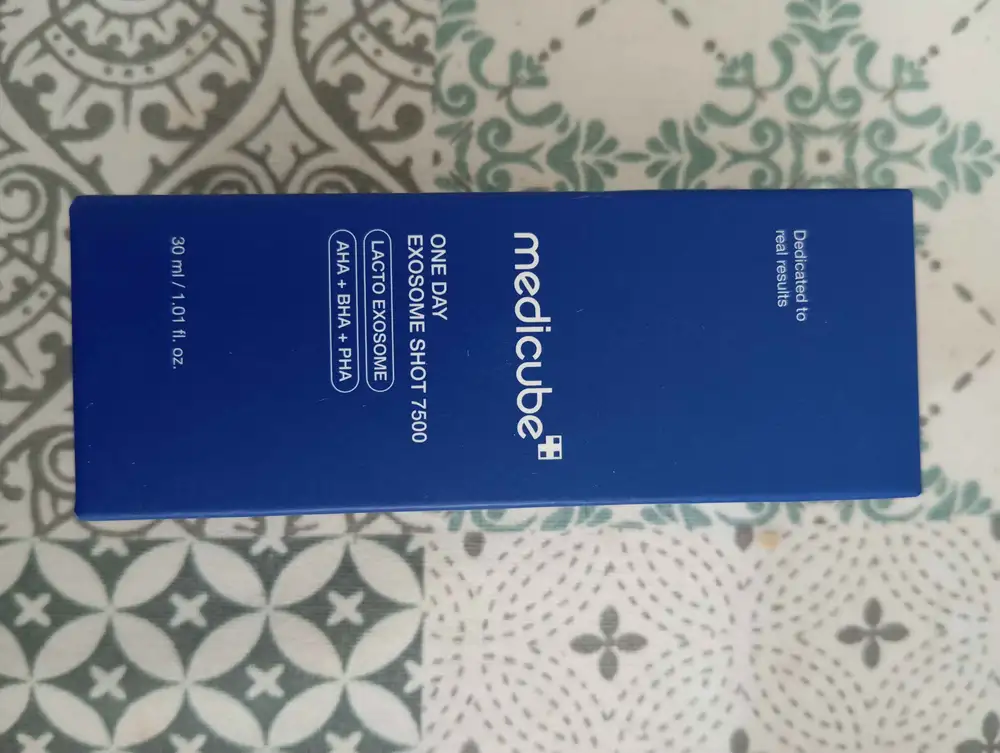 Dedicated to
real results
medicube
ONE DAY
EXOSOME SHOT 7500
LACTO EXOSOME
AHA + BHA + PHA
30 ml / 1.01 fl. oz.